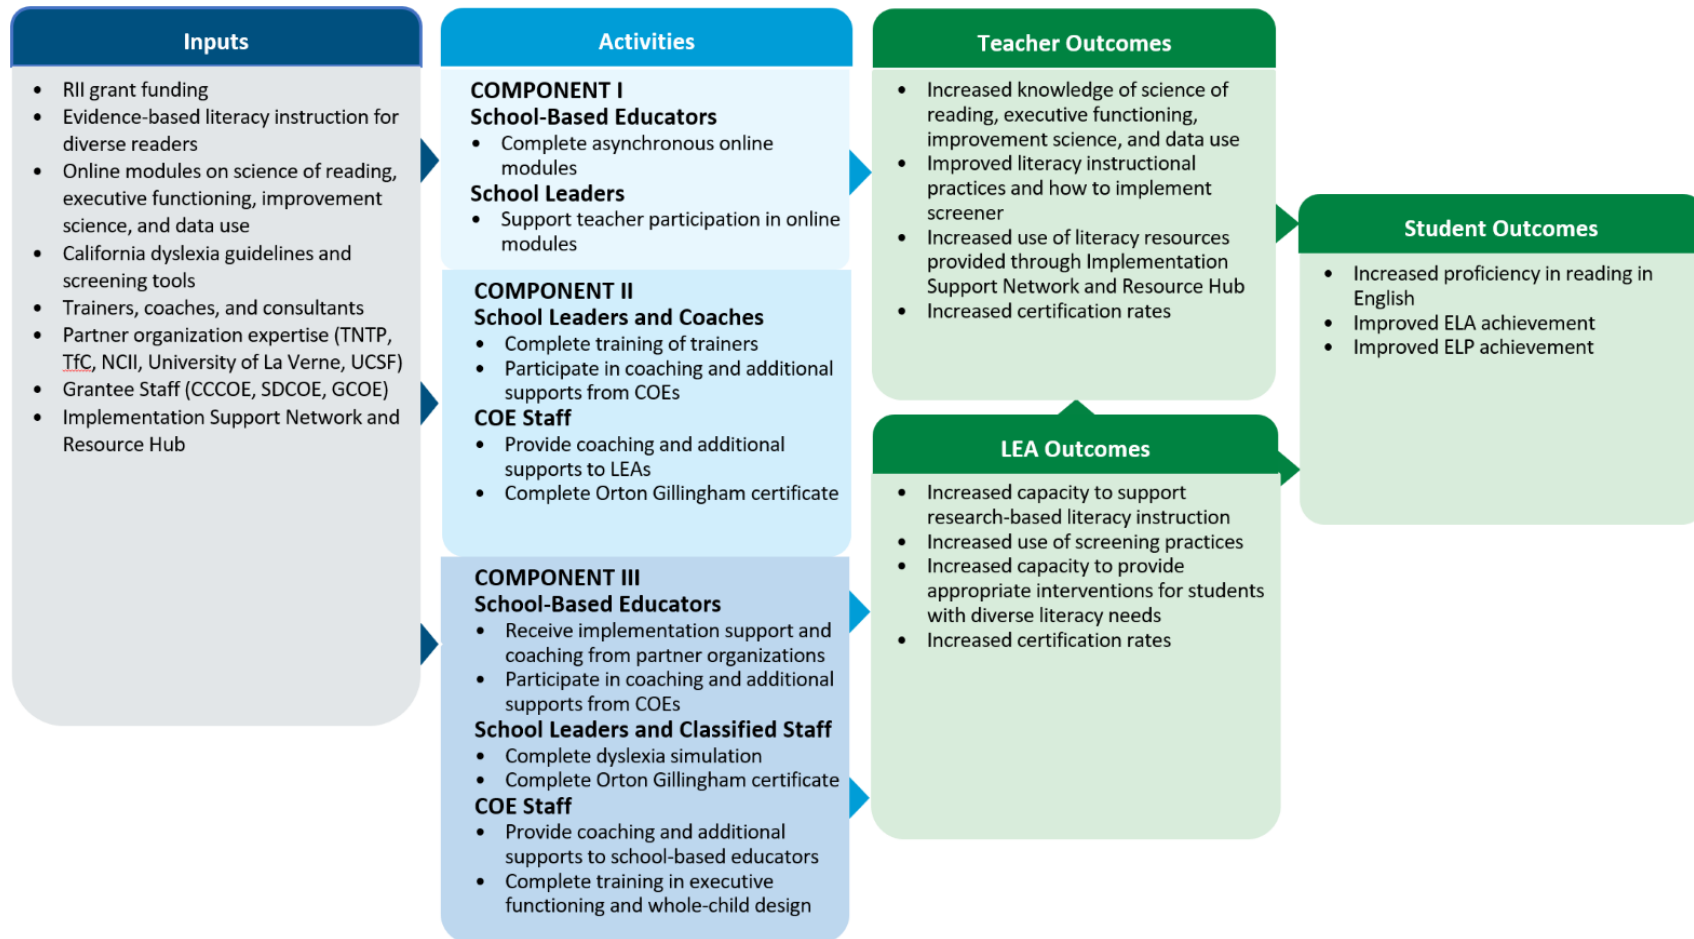 Inputs
• RII grant funding
• Evidence-based literacy instruction for
diverse readers
• Online modules on science of reading,
executive functioning, improvement
science, and data use
• California dyslexia guidelines and
screening tools
• Trainers, coaches, and consultants
• Partner organization expertise (TNTP,
TfC, NCII, University of La Verne, UCSF)
• Grantee Staff (CCCOE, SDCOE, GCOE)
• Implementation Support Network and
Resource Hub
Activities
COMPONENT I
School-Based Educators
• Complete asynchronous online
modules
School Leaders
• Support teacher participation in online
modules
COMPONENT II
School Leaders and Coaches
• Complete training of trainers
• Participate in coaching and additional
supports from COEs
COE Staff
• Provide coaching and additional
supports to LEAs
• Complete Orton Gillingham certificate
COMPONENT III
School-Based Educators
• Receive implementation support and
coaching from partner organizations
• Participate in coaching and additional
supports from COEs
School Leaders and Classified Staff
• Complete dyslexia simulation
• Complete Orton Gillingham certificate
COE Staff
• Provide coaching and additional
supports to school-based educators
• Complete training in executive
functioning and whole-child design
Teacher Outcomes
• Increased knowledge of science of
reading, executive functioning,
improvement science, and data use
• Improved literacy instructional
practices and how to implement
screener
• Increased use of literacy resources
provided through Implementation
Support Network and Resource Hub
• Increased certification rates
LEA Outcomes
• Increased capacity to support
research-based literacy instruction
• Increased use of screening practices
• Increased capacity to provide
appropriate interventions for students
with diverse literacy needs
• Increased certification rates
Student Outcomes
• Increased proficiency in reading in
English
• Improved ELA achievement
• Improved ELP achievement